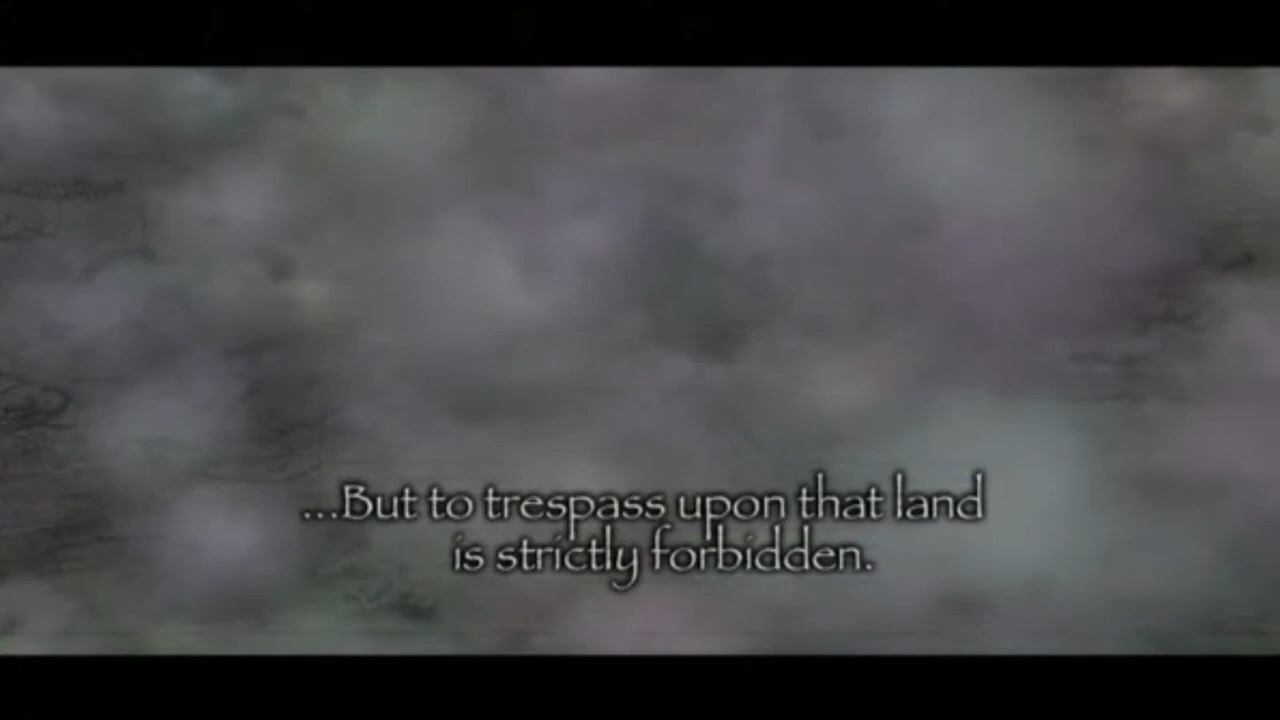 ...But to trespass upon that land
is strictly forbidden.